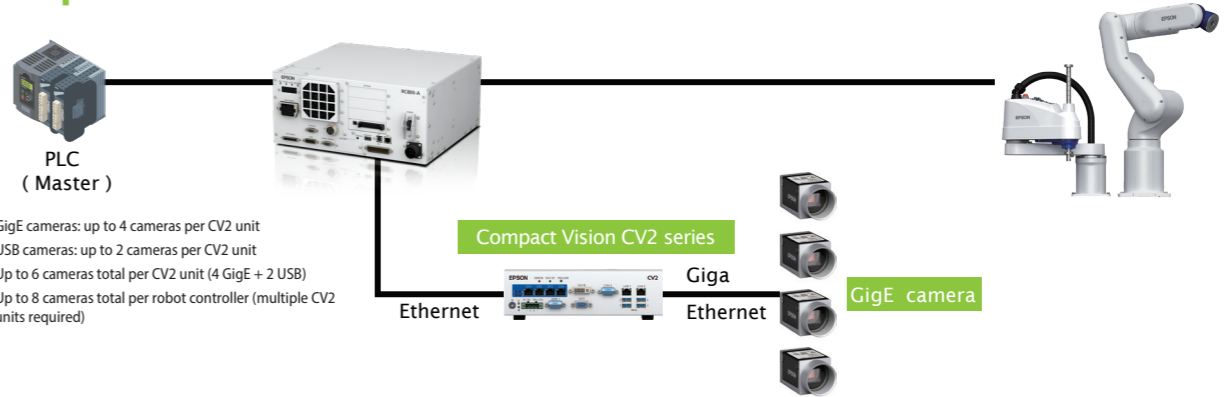 PLC
( Master )
GigE cameras: up to 4 cameras per CV2 unit
USB cameras: up to 2 cameras per CV2 unit
Up to 6 cameras total per CV2 unit (4 GigE + 2 USB)
Up to 8 cameras total per robot controller (multiple CV2
units required)
EPSON
EPSON
EPSON
Compact Vision CV2 series
EPSON
CV2
Ethernet
Giga
Ethernet
GigE camera